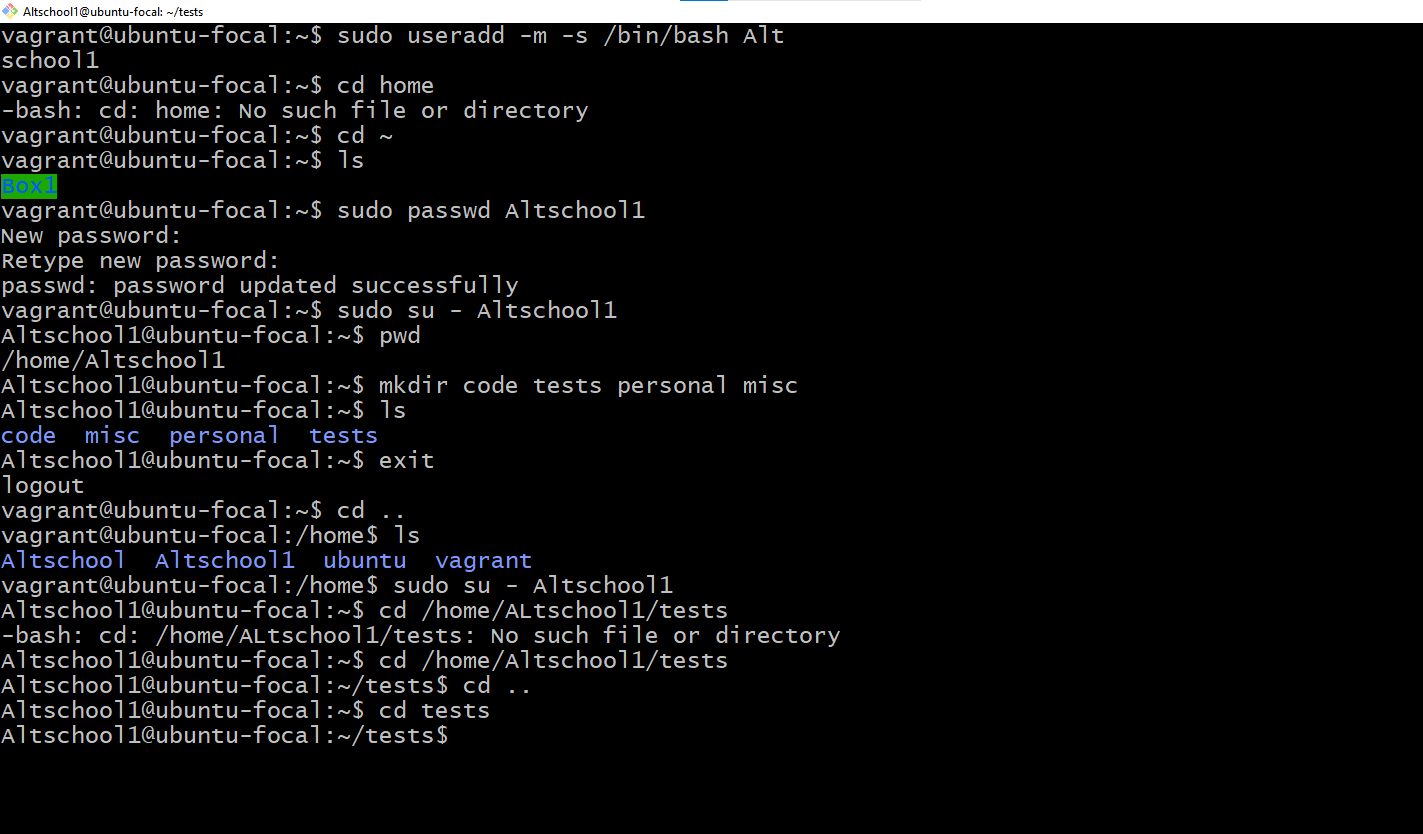 Altschool1@ubuntu-focal: ~/tests
vagrant@ubuntu-focal:~$ sudo useradd -m -s /bin/bash Alt
school1
vagrant@ubuntu-focal:~$ cd home
-bash: cd: home: No such file or directory
vagrant@ubuntu-focal:~$ cd ~
vagrant@ubuntu-focal:~$ ls
Box1
vagrant@ubuntu-focal:~$ sudo passwd Altschool1
New password:
Retype new password:
passwd: password updated successfully
vagrant@ubuntu-focal:~$ sudo su - Altschool1
Altschool1@ubuntu-focal:~$ pwd
/home/Altschool1
Altschool1@ubuntu-focal:~$ mkdir code tests personal misc
Altschool1@ubuntu-focal:~$ ls
code  misc  personal  tests
Altschool1@ubuntu-focal:~$ exit
logout
vagrant@ubuntu-focal:~$ cd ..
vagrant@ubuntu-focal:/home$ ls
Altschool  Altschool1  ubuntu  vagrant
vagrant@ubuntu-focal:/home$ sudo su - Altschool1
Altschool1@ubuntu-focal:~$ cd /home/ALtschool1/tests
-bash: cd: /home/ALtschool1/tests: No such file or directory
Altschool1@ubuntu-focal:~$ cd /home/Altschool1/tests
Altschool1@ubuntu-focal:~/tests$ cd ..
Altschool1@ubuntu-focal:~$ cd tests
Altschool1@ubuntu-focal:~/tests$